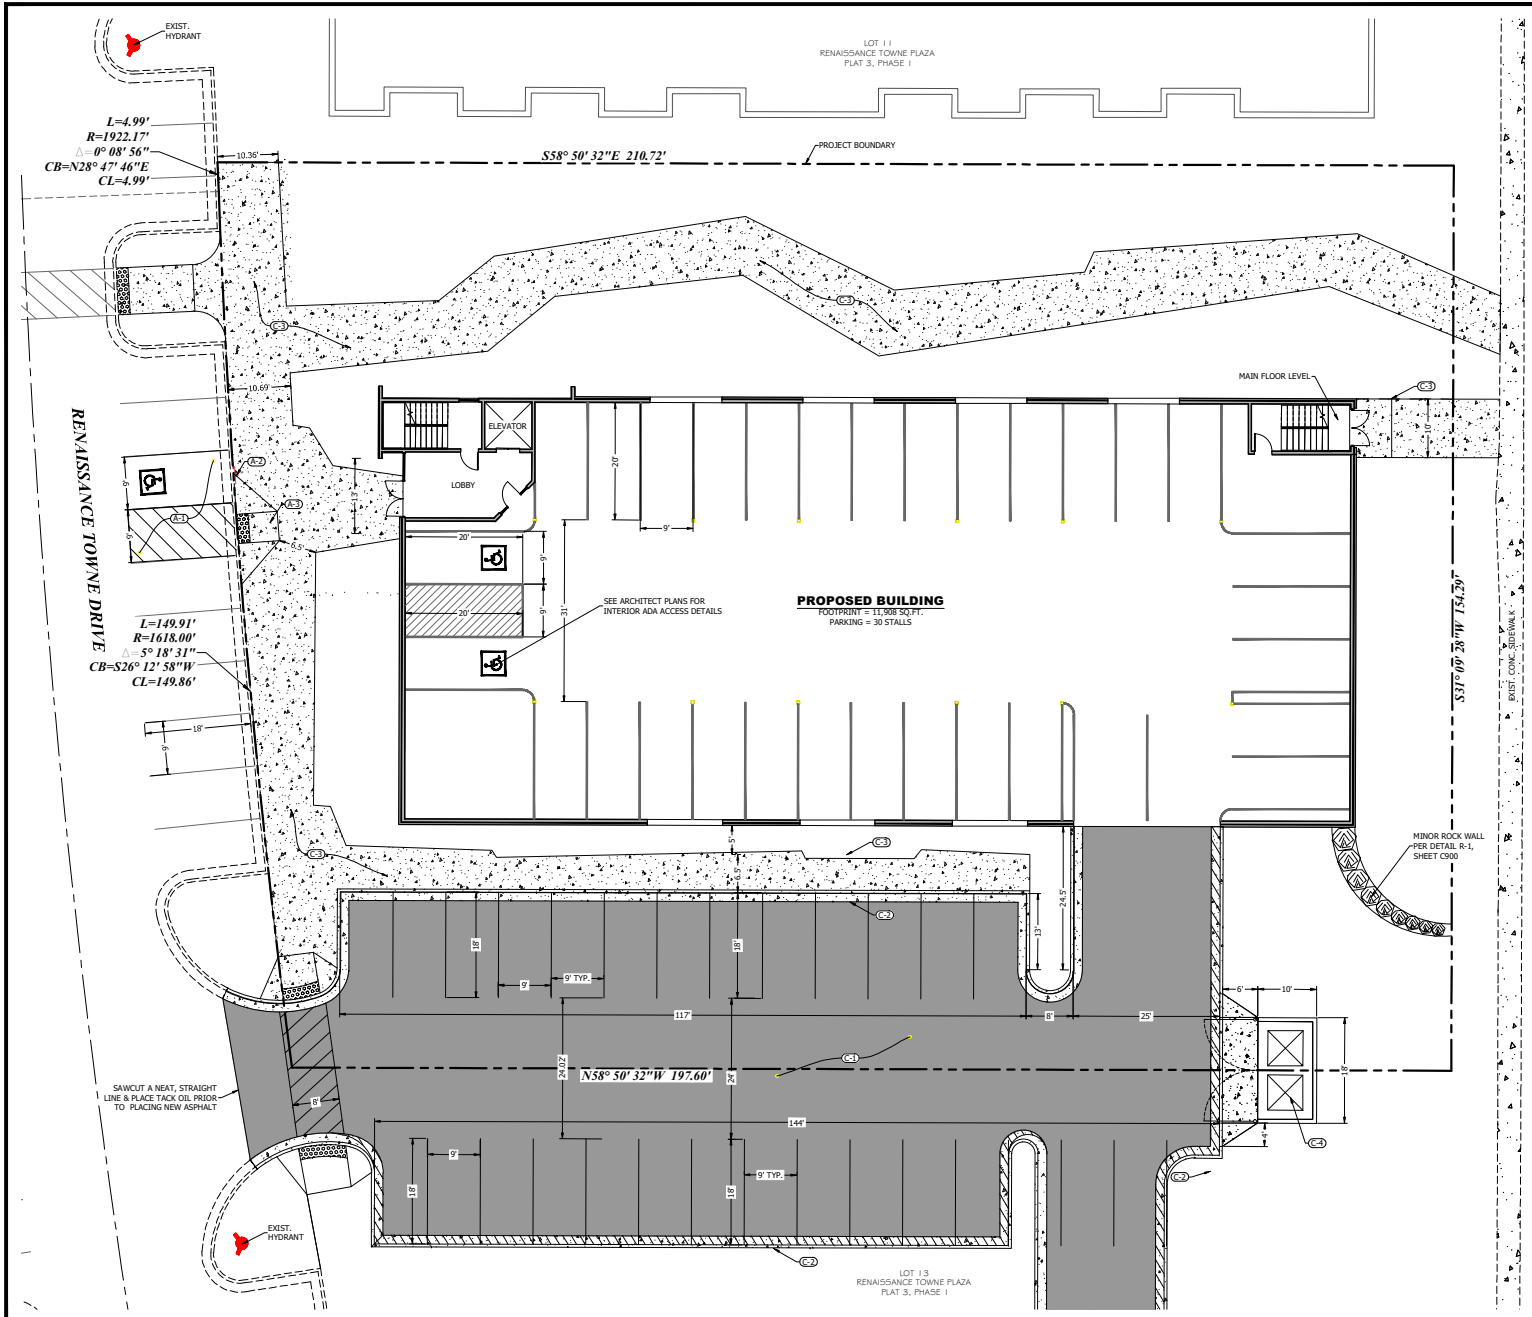 EXIST.
HYDRANT
LOT 11
RENAISSANCE TOWNE PLAZA
PLAT 3, PHASE 1
L=4.99'
R=1922.17'
Δ=0° 08' 56"
CB=N28° 47' 46"E
CL=4.99'
10.36'
S58° 50' 32"E 210.72'
PROJECT BOUNDARY
C-3
C-3
10.69'
MAIN FLOOR LEVEL
C-3
10'
RENAISSANCE TOWNE DRIVE
ELEVATOR
LOBBY
20'
9'
A-2
A-1
A-3
9'
9'
13'
6.5'
20'
9'
20'
9'
31'
SEE ARCHITECT PLANS FOR
INTERIOR ADA ACCESS DETAILS
PROPOSED BUILDING
FOOTPRINT = 11,908 SQ.FT.
PARKING = 30 STALLS
S31° 09' 28"W 154.29'
EXIST. CONC. SIDEWALK
L=149.91'
R=1618.00'
Δ=5° 18' 31"
CB=S26° 12' 58"W
CL=149.86'
18'
9'
MINOR ROCK WALL
PER DETAIL R-1,
SHEET C900
C-3
5'
C-3
6.5'
24.5'
C-2
13'
18'
18'
9'
9' TYP.
6'
10'
117'
8'
25'
24.02'
24'
C-1
N58° 50' 32"W 197.60'
18'
SAWCUT A NEAT, STRAIGHT
LINE & PLACE TACK OIL PRIOR
TO PLACING NEW ASPHALT
8'
144'
4'
C-4
9'
9' TYP.
18'
18'
C-2
EXIST.
HYDRANT
C-2
LOT 13
RENAISSANCE TOWNE PLAZA
PLAT 3, PHASE 1